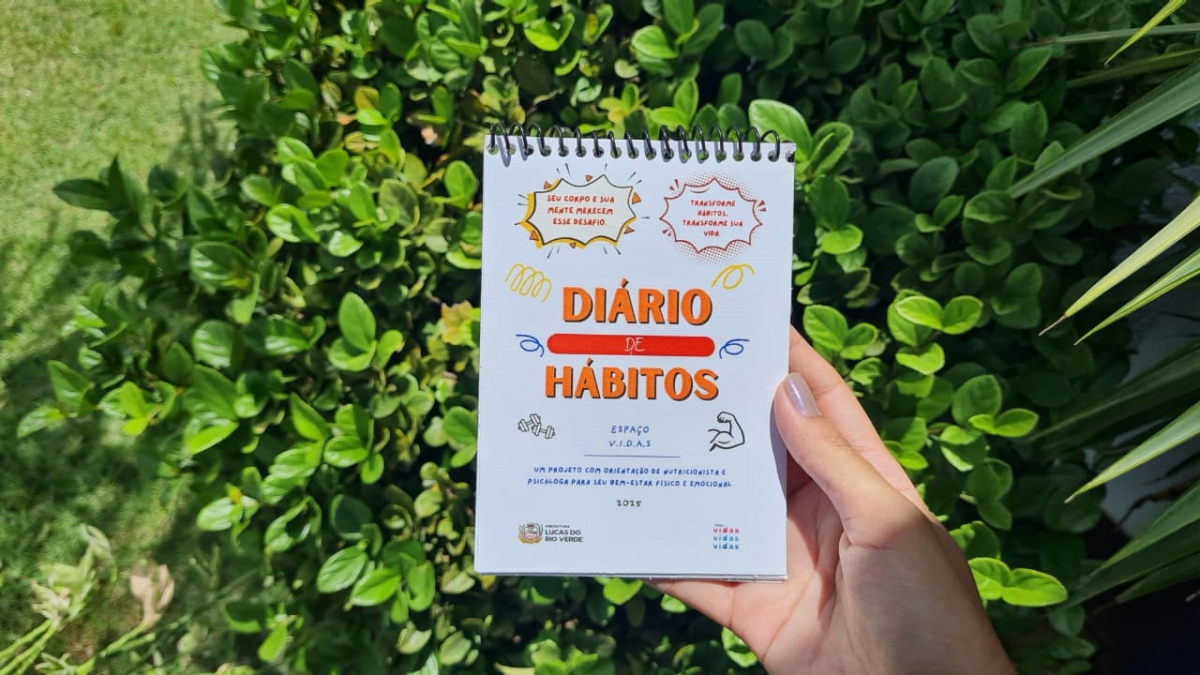 SEU CORPO E SUA
MENTE MERECEM
ESSE DESAFIO.
TRANSFORME
HÁBITOS,
TRANSFORME SUA
VIDA
DIÁRIO
DE
HÁBITOS
ESPAÇO
V.I.D.A.S
UM PROJETO COM ORIENTAÇÃO DE NUTRICIONISTA E
PSICÓLOGA PARA SEU BEM-ESTAR FÍSICO E EMOCIONAL
2025
PREFEITURA
LUCAS DO
RIO VERDE
vidas
vidas
vidas